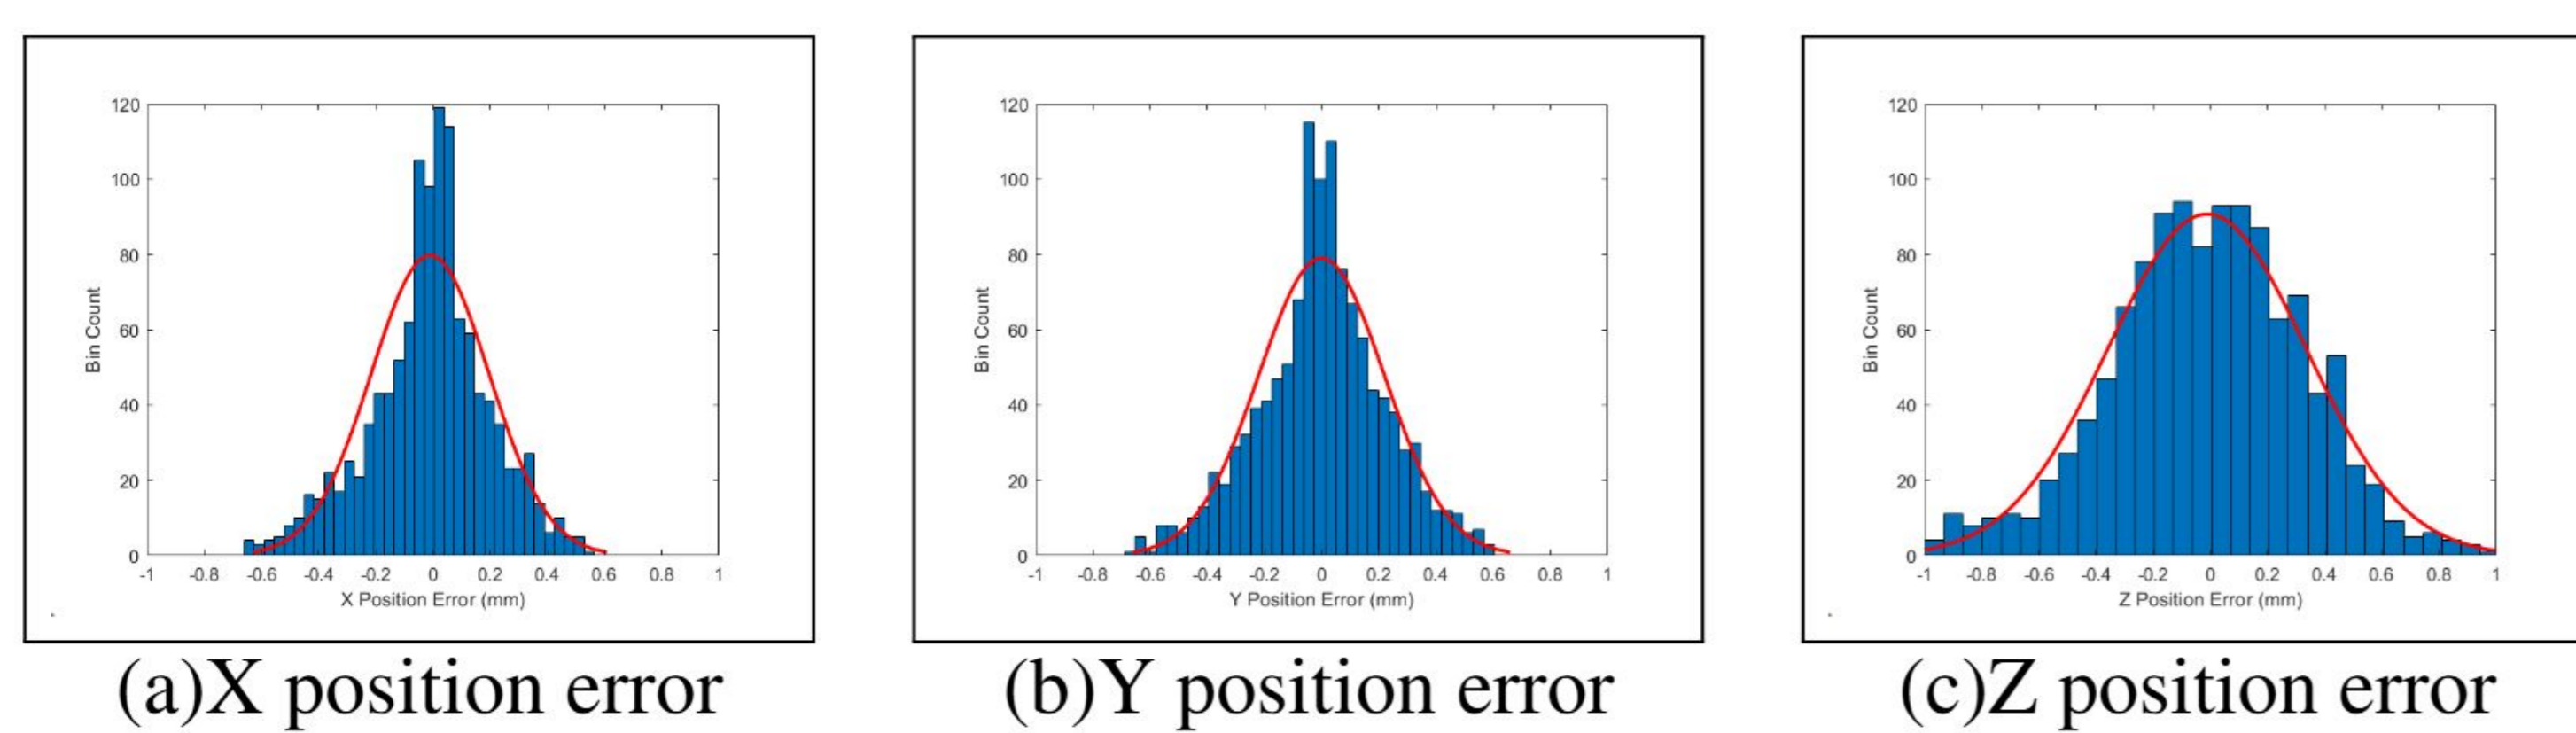 120
100
80
60
40
20
0
Bin Count
-1 -0.8 -0.6 -0.4 -0.2 0 0.2 0.4 0.6 0.8 1
X Position Error (mm)
(a)X position error
120
100
80
60
40
20
0
Bin Count
-1 -0.8 -0.6 -0.4 -0.2 0 0.2 0.4 0.6 0.8 1
Y Position Error (mm)
(b)Y position error
120
100
80
60
40
20
0
Bin Count
-1 -0.8 -0.6 -0.4 -0.2 0 0.2 0.4 0.6 0.8 1
Z Position Error (mm)
(c)Z position error